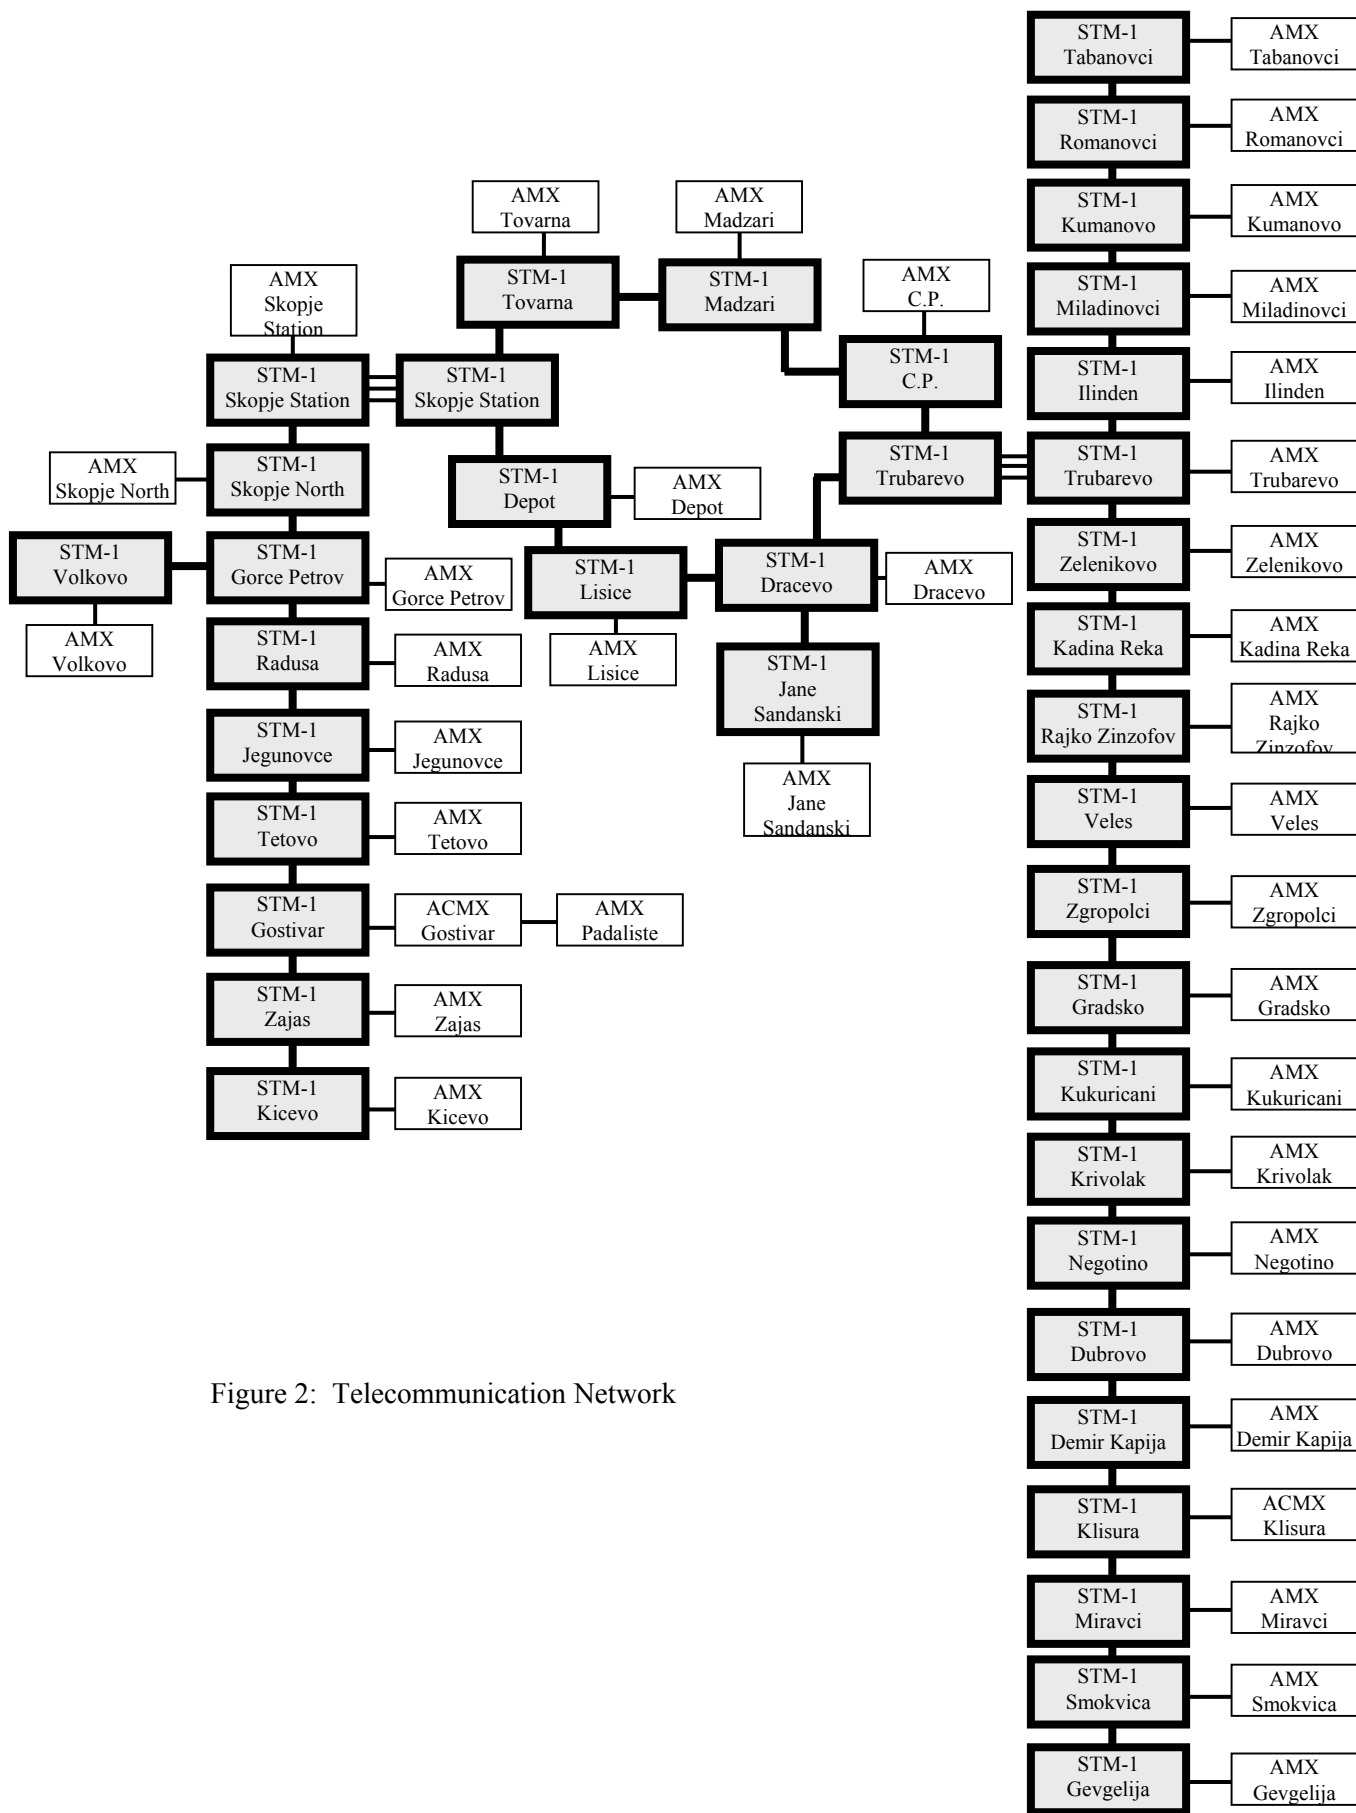 STM-1
Tabanovci
AMX
Tabanovci
STM-1
Romanovci
AMX
Romanovci
AMX
Tovarna
AMX
Madzari
STM-1
Kumanovo
AMX
Kumanovo
AMX
Skopje
Station
STM-1
Tovarna
STM-1
Madzari
AMX
C.P.
STM-1
Miladinovci
AMX
Miladinovci
STM-1
Skopje Station
STM-1
Skopje Station
STM-1
C.P.
STM-1
Ilinden
AMX
Ilinden
AMX
Skopje North
STM-1
Skopje North
STM-1
Depot
AMX
Depot
STM-1
Trubarevo
STM-1
Trubarevo
AMX
Trubarevo
STM-1
Volkovo
STM-1
Gorce Petrov
AMX
Gorce Petrov
STM-1
Lisice
STM-1
Dracevo
AMX
Dracevo
STM-1
Zelenikovo
AMX
Zelenikovo
AMX
Volkovo
STM-1
Radusa
AMX
Radusa
AMX
Lisice
STM-1
Jane
Sandanski
STM-1
Kadina Reka
AMX
Kadina Reka
STM-1
Jegunovce
AMX
Jegunovce
AMX
Jane
Sandanski
STM-1
Rajko Zinzofov
AMX
Rajko
Zinzofov
STM-1
Tetovo
AMX
Tetovo
STM-1
Veles
AMX
Veles
STM-1
Gostivar
ACMX
Gostivar
AMX
Padaliste
STM-1
Zgropolci
AMX
Zgropolci
STM-1
Zajas
AMX
Zajas
STM-1
Gradsko
AMX
Gradsko
STM-1
Kicevo
AMX
Kicevo
STM-1
Kukuricani
AMX
Kukuricani
STM-1
Krivolak
AMX
Krivolak
STM-1
Negotino
AMX
Negotino
STM-1
Dubrovo
AMX
Dubrovo
Figure 2:  Telecommunication Network
STM-1
Demir Kapija
AMX
Demir Kapija
STM-1
Klisura
ACMX
Klisura
STM-1
Miravci
AMX
Miravci
STM-1
Smokvica
AMX
Smokvica
STM-1
Gevgelija
AMX
Gevgelija